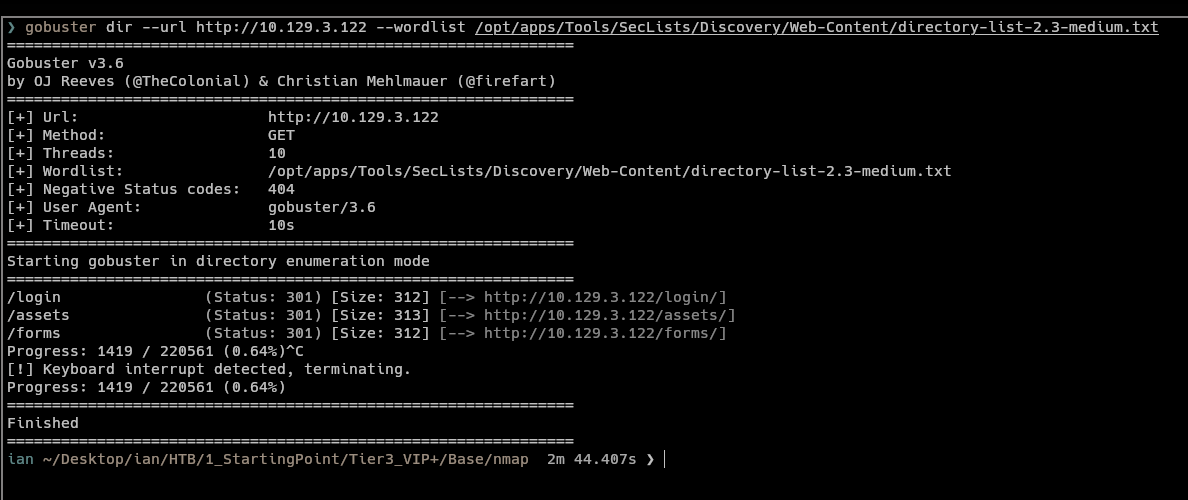 ❯ gobuster dir --url http://10.129.3.122 --wordlist /opt/apps/Tools/SecLists/Discovery/Web-Content/directory-list-2.3-medium.txt
===============================================================
Gobuster v3.6
by OJ Reeves (@TheColonial) & Christian Mehlmauer (@firefart)
===============================================================
[+] Url:                     http://10.129.3.122
[+] Method:                  GET
[+] Threads:                 10
[+] Wordlist:                /opt/apps/Tools/SecLists/Discovery/Web-Content/directory-list-2.3-medium.txt
[+] Negative Status codes:   404
[+] User Agent:              gobuster/3.6
[+] Timeout:                 10s
===============================================================
Starting gobuster in directory enumeration mode
===============================================================
/login                (Status: 301) [Size: 312] [--> http://10.129.3.122/login/]
/assets               (Status: 301) [Size: 313] [--> http://10.129.3.122/assets/]
/forms                (Status: 301) [Size: 312] [--> http://10.129.3.122/forms/]
Progress: 1419 / 220561 (0.64%)^C
[!] Keyboard interrupt detected, terminating.
Progress: 1419 / 220561 (0.64%)
===============================================================
Finished
===============================================================
ian ~/Desktop/ian/HTB/1_StartingPoint/Tier3_VIP+/Base/nmap  2m 44.407s ❯